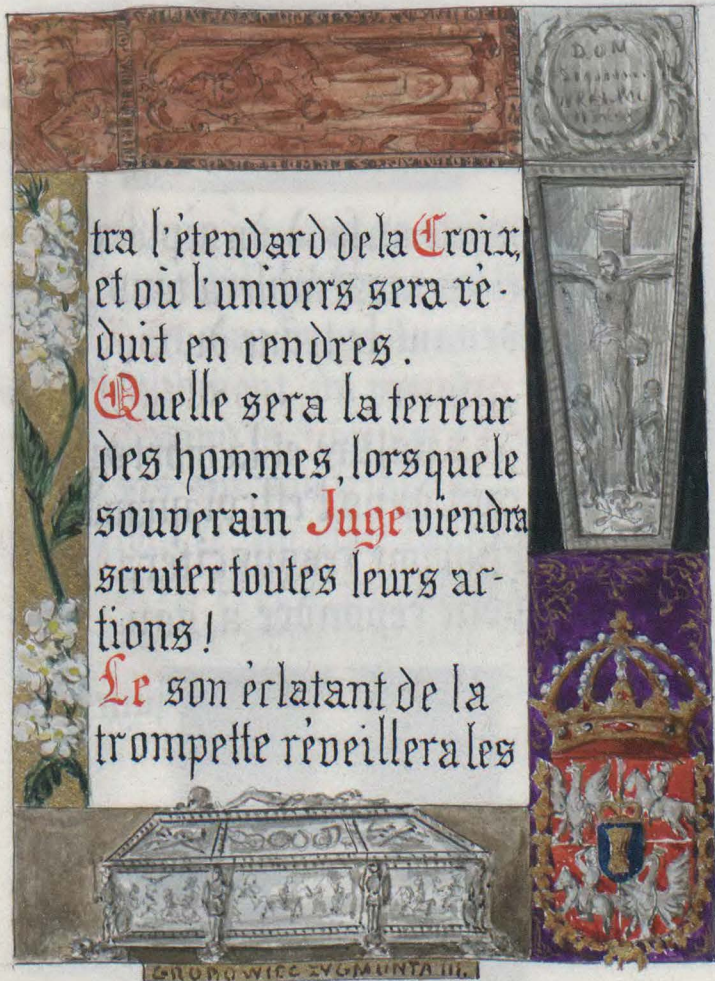 D.O.M
tra l'étendard de la Croix,
et où l'univers sera ré-
duit en cendres.
Quelle sera la terreur
des hommes, lorsque le
souverain Juge viendra
scruter toutes leurs ac-
tions!
Le son éclatant de la
trompette réveillera les
GROBOWIEC ZYGMUNTA III.